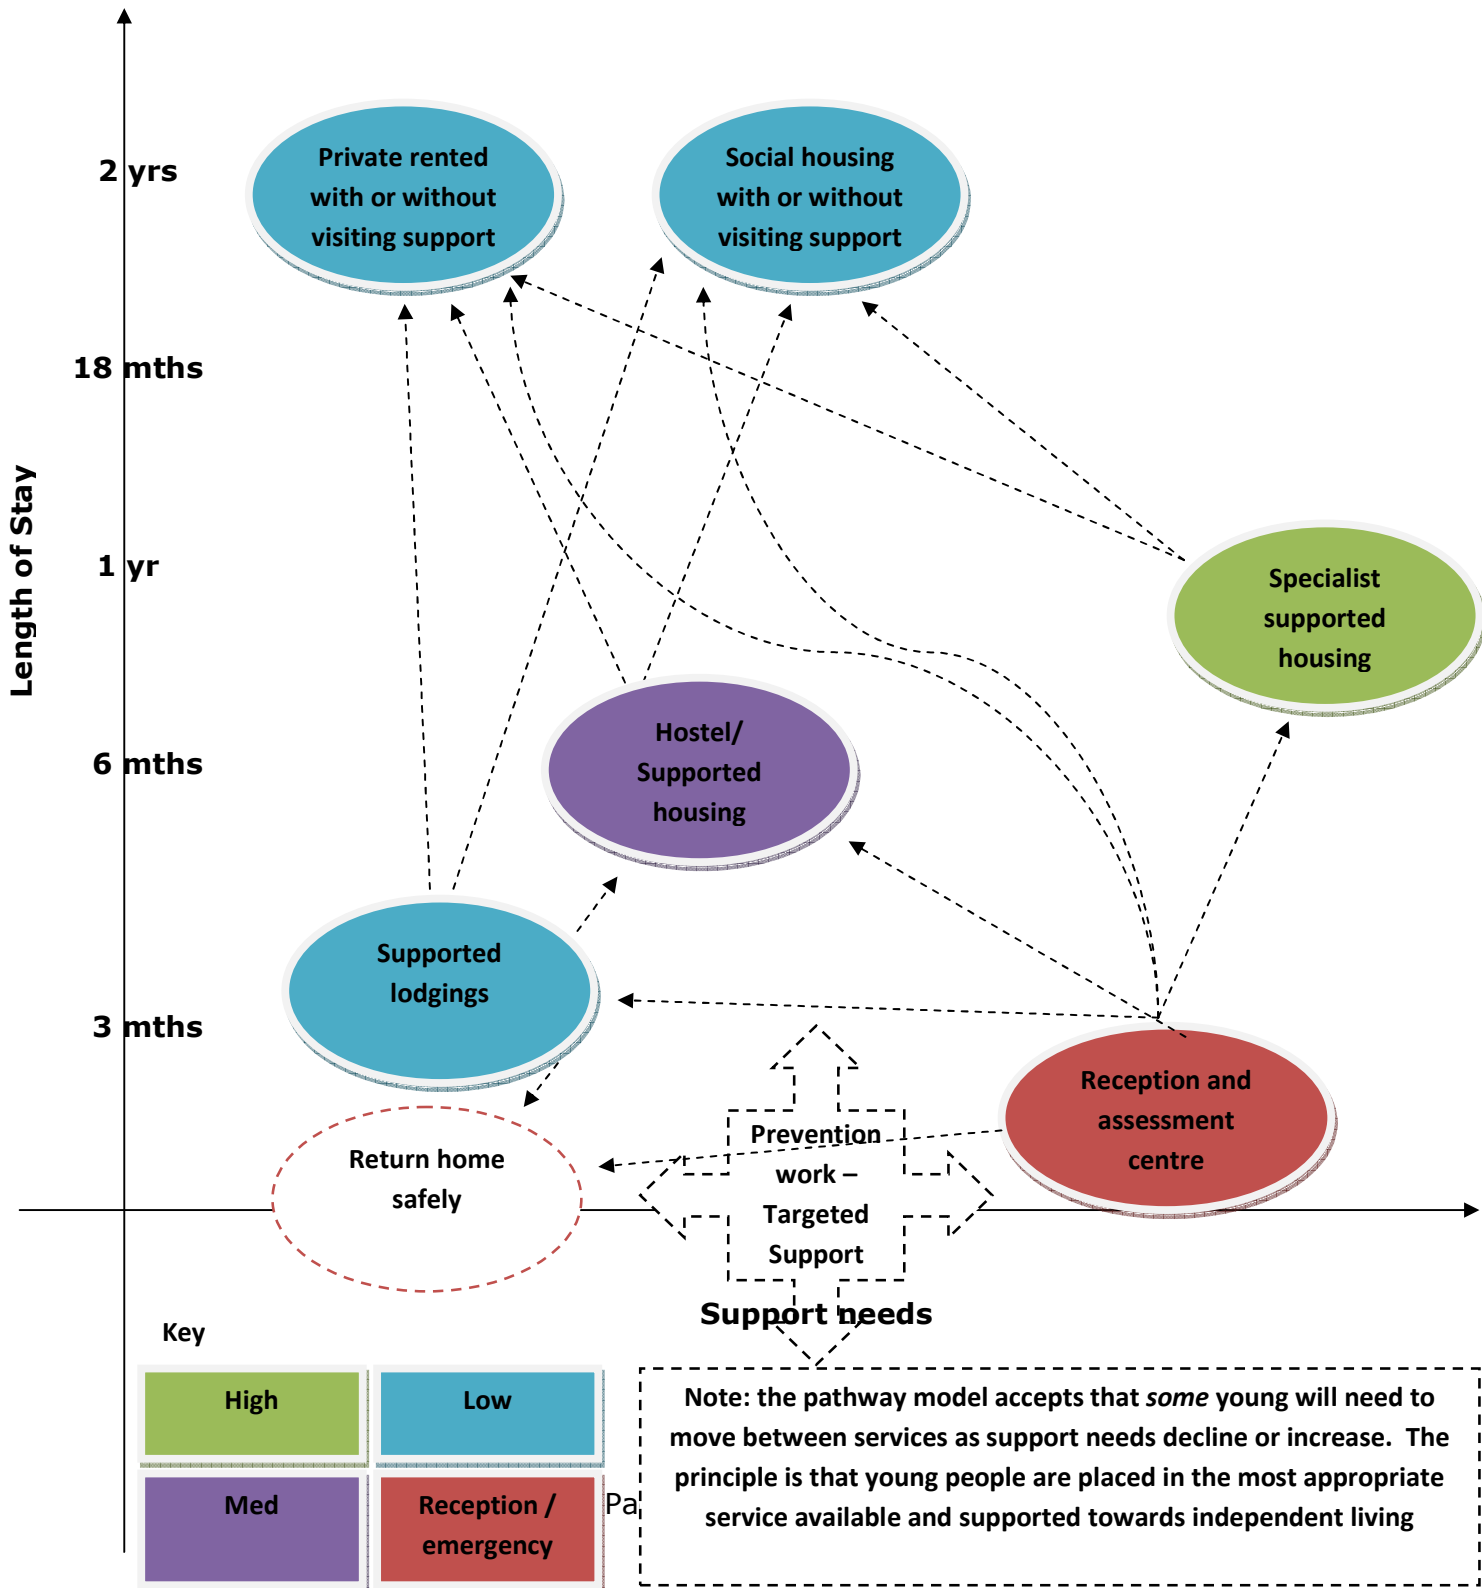 2 yrs
Private rented
with or without
visiting support
Social housing
with or without
visiting support
18 mths
Length of Stay
1 yr
Specialist
supported
housing
6 mths
Hostel/
Supported
housing
Supported
lodgings
3 mths
Reception and
assessment
centre
Prevention
work –
Targeted
Support
Return home
safely
Support needs
Key
High
Low
Med
Reception /
emergency
Pa
Note: the pathway model accepts that some young will need to
move between services as support needs decline or increase. The
principle is that young people are placed in the most appropriate
service available and supported towards independent living